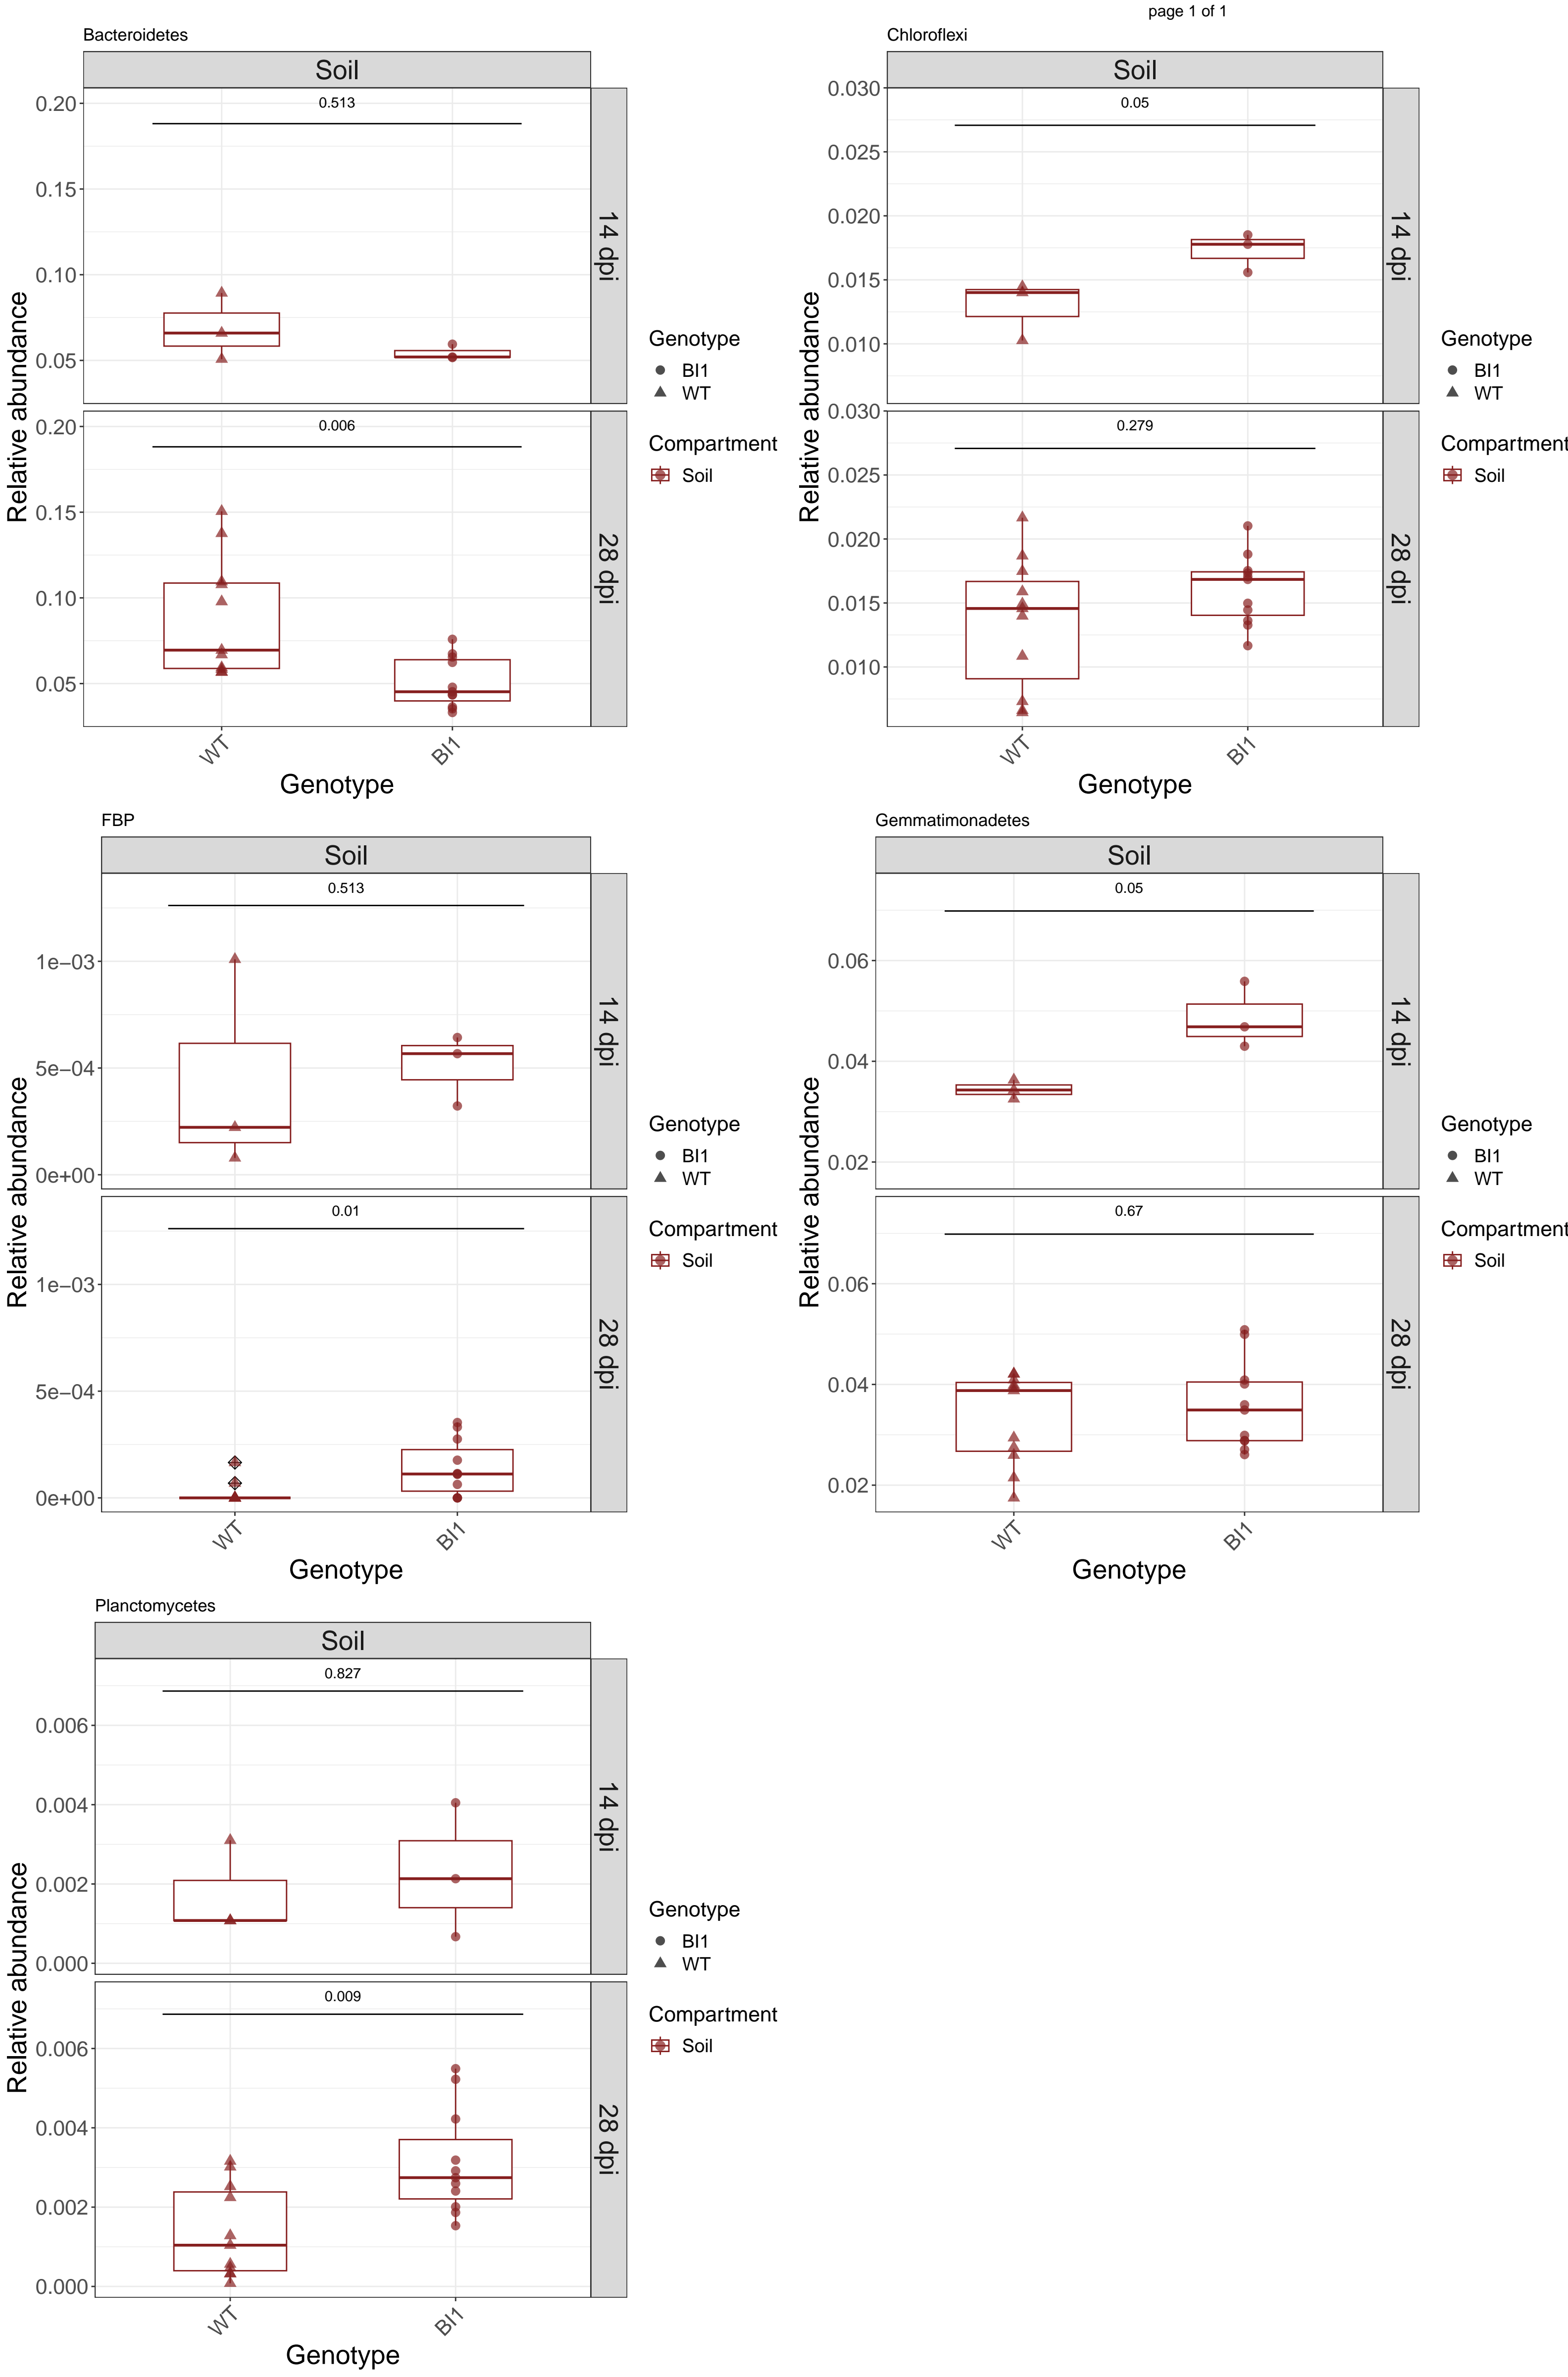 page 1 of 1
Bacteroidetes
Soil
0.513
0.20
0.15
0.10
0.05
14 dpi
0.006
0.20
0.15
0.10
0.05
28 dpi
WT
BI1
Genotype
Relative abundance
Genotype
BI1
WT
Compartment
Soil
Chloroflexi
Soil
0.05
0.030
0.025
0.020
0.015
0.010
14 dpi
0.279
0.030
0.025
0.020
0.015
0.010
28 dpi
WT
BI1
Genotype
Relative abundance
Genotype
BI1
WT
Compartment
Soil
FBP
Soil
0.513
1e−03
5e−04
0e+00
14 dpi
0.01
1e−03
5e−04
0e+00
28 dpi
WT
BI1
Genotype
Relative abundance
Genotype
BI1
WT
Compartment
Soil
Gemmatimonadetes
Soil
0.05
0.06
0.04
0.02
14 dpi
0.67
0.06
0.04
0.02
28 dpi
WT
BI1
Genotype
Relative abundance
Genotype
BI1
WT
Compartment
Soil
Planctomycetes
Soil
0.827
0.006
0.004
0.002
0.000
14 dpi
0.009
0.006
0.004
0.002
0.000
28 dpi
WT
BI1
Genotype
Relative abundance
Genotype
BI1
WT
Compartment
Soil